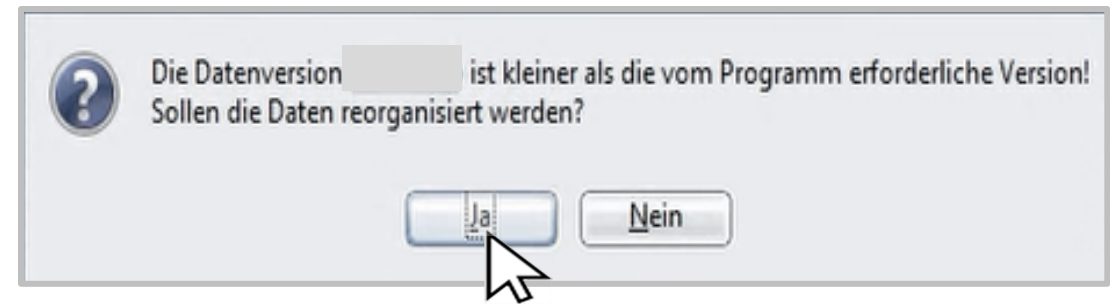 Die Datenversion ist kleiner als die vom Programm erforderliche Version!
Sollen die Daten reorganisiert werden?
Ja Nein